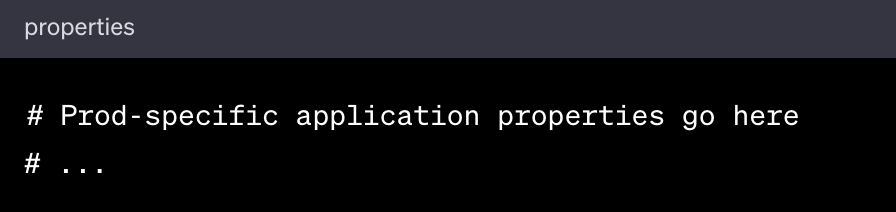 properties
# Prod-specific application properties go here
# ...